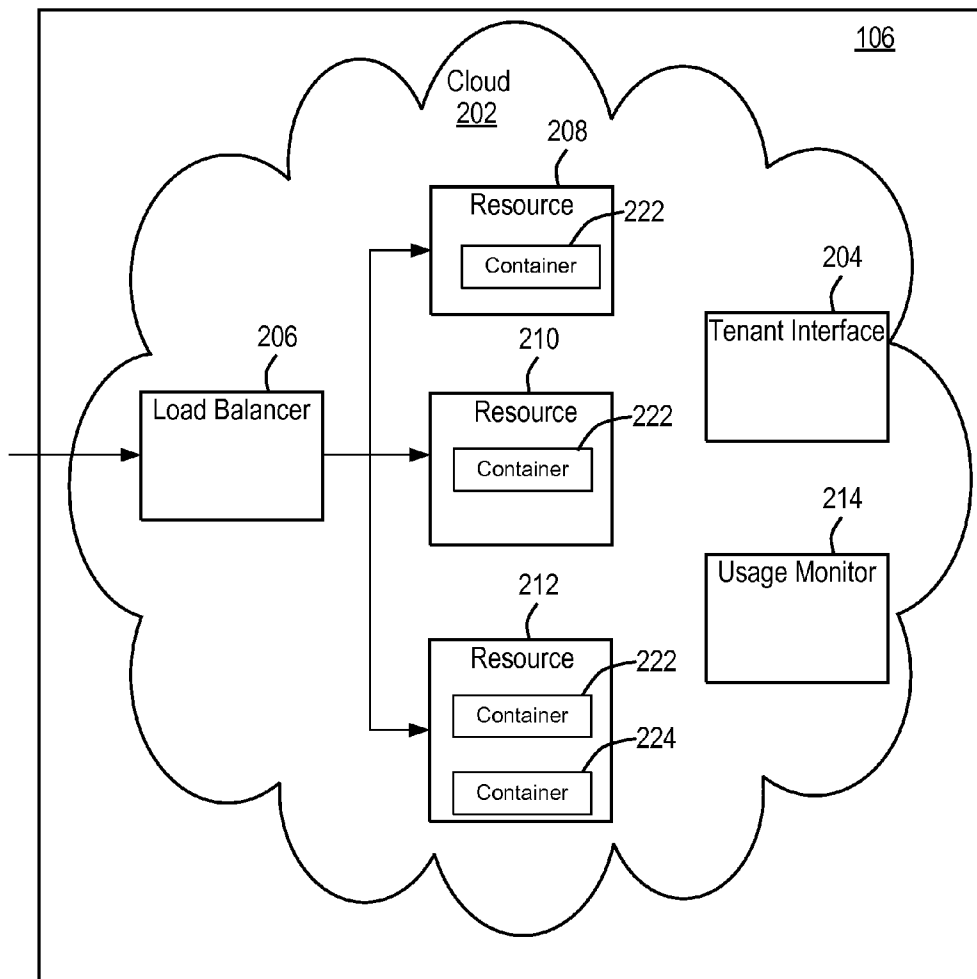 106
Cloud
202
208
Resource
222
Container
204
Tenant Interface
206
Load Balancer
210
Resource
222
Container
214
Usage Monitor
212
Resource
222
Container
224
Container